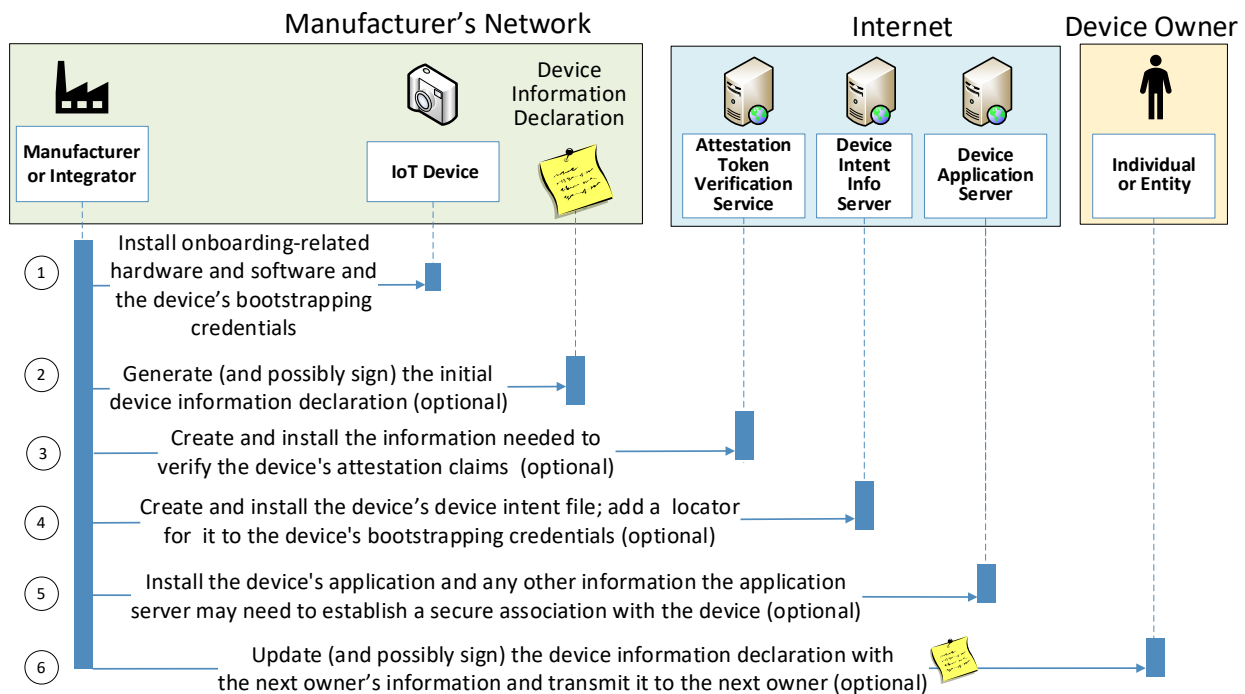 Manufacturer's Network
Internet
Device Owner
Device
Information
Declaration
Manufacturer
or Integrator
IoT Device
Attestation
Token
Verification
Service
Device
Intent
Info
Server
Device
Application
Server
Individual
or Entity
1
Install onboarding-related
hardware and software and
the device's bootstrapping
credentials
2
Generate (and possibly sign) the initial
device information declaration (optional)
3
Create and install the information needed to
verify the device's attestation claims (optional)
4
Create and install the device's device intent file; add a locator
for it to the device's bootstrapping credentials (optional)
5
Install the device's application and any other information the application
server may need to establish a secure association with the device (optional)
6
Update (and possibly sign) the device information declaration with
the next owner's information and transmit it to the next owner (optional)